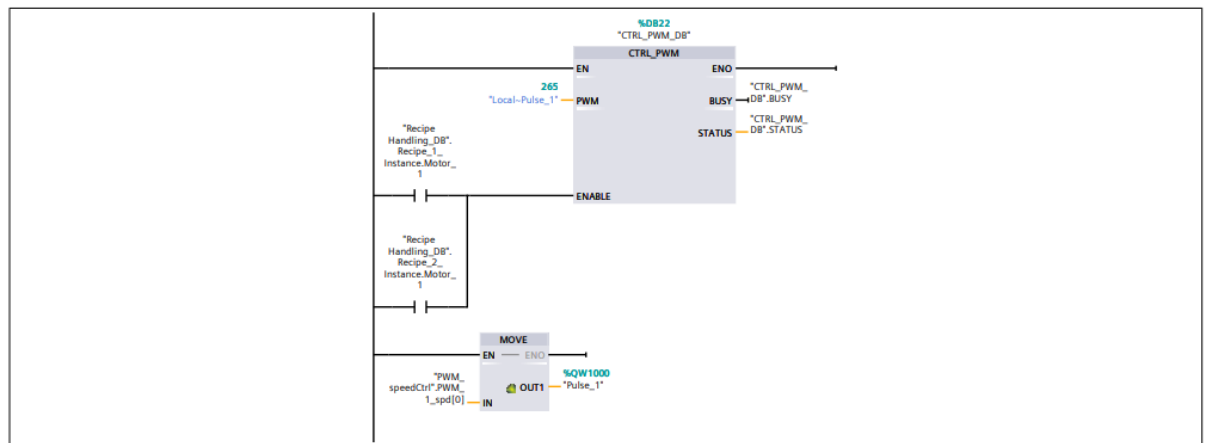 %DB22
"CTRL_PWM_DB"
CTRL_PWM
EN
ENO
265
"Local~Pulse_1"
PWM
BUSY
"CTRL_PWM_
DB".BUSY
STATUS
"CTRL_PWM_
DB".STATUS
"Recipe
Handling_DB".
Recipe_1_
Instance.Motor_
1
ENABLE
"Recipe
Handling_DB".
Recipe_2_
Instance.Motor_
1
MOVE
EN
ENO
"PWM_
speedCtrl".PWM_
1_spd[0]
IN
OUT1
%QW1000
"Pulse_1"